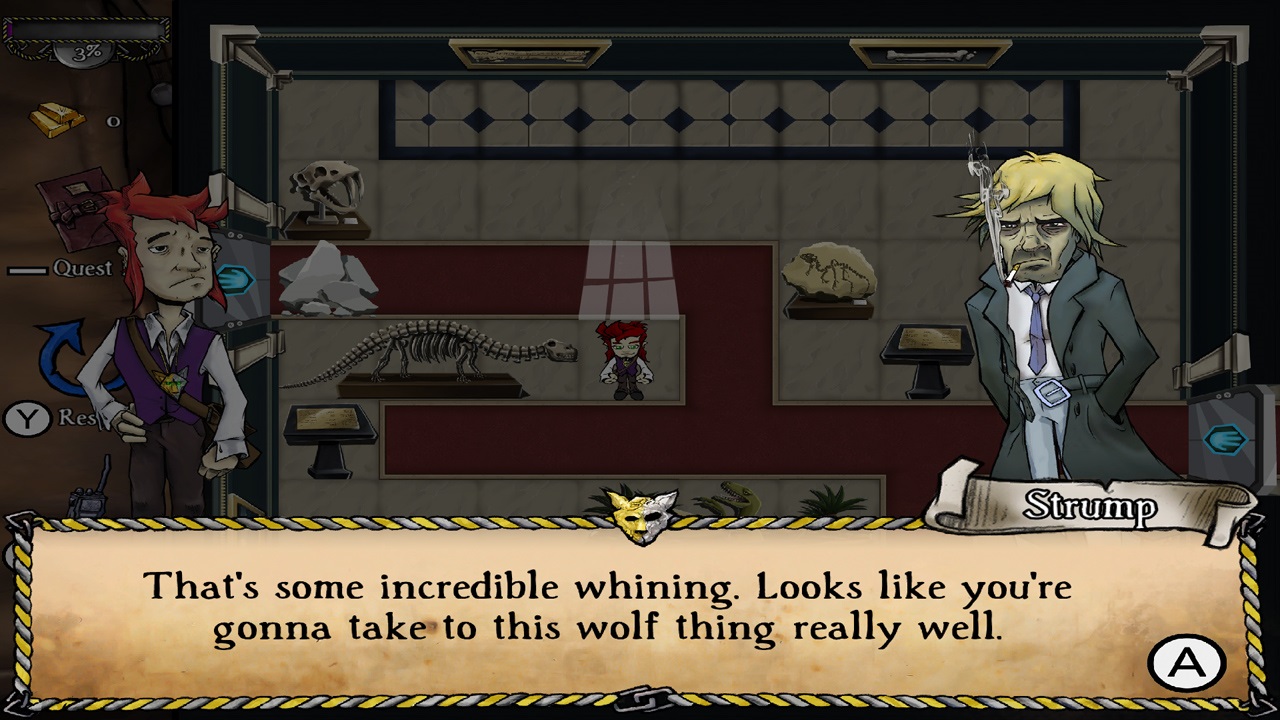 3%
0
Quest
Y Res
Strump
That's some incredible whining. Looks like you're
gonna take to this wolf thing really well.
A